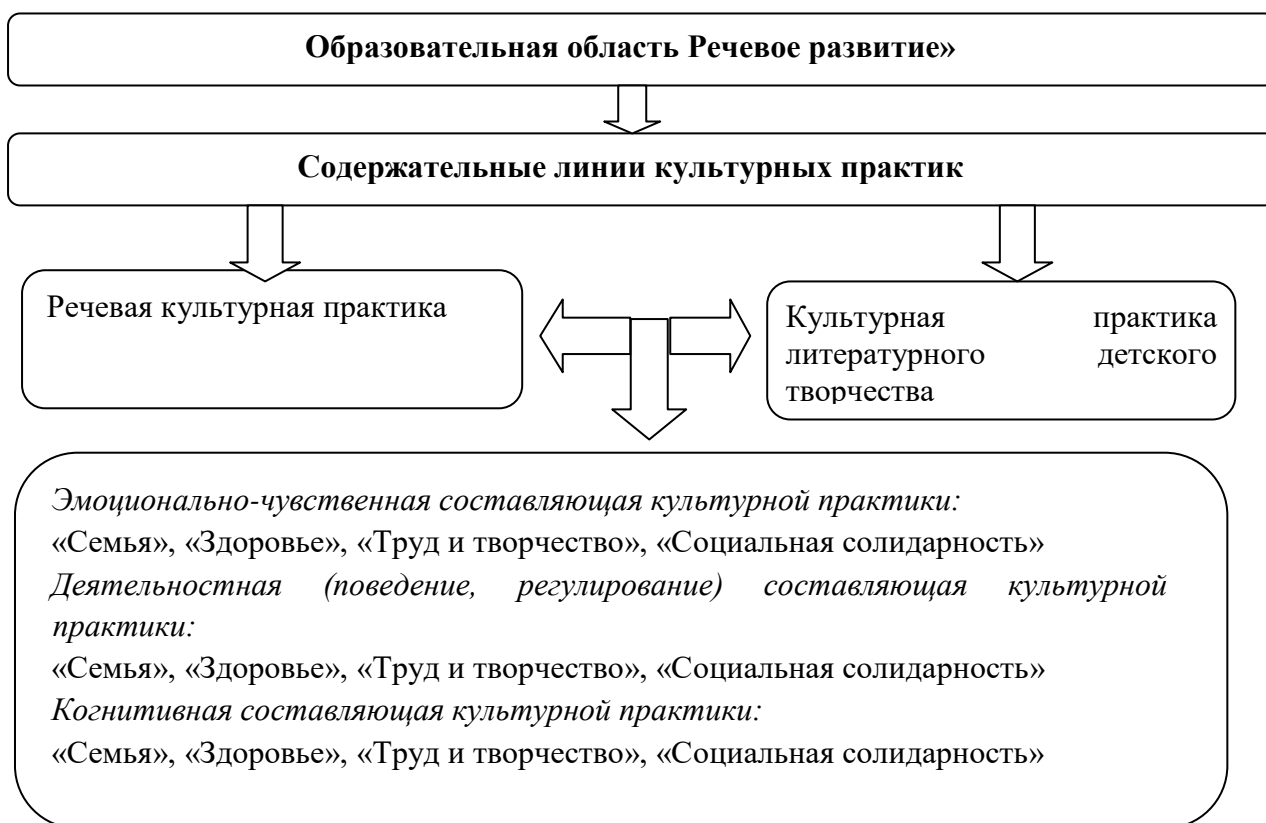 Образовательная область Речевое развитие»
Содержательные линии культурных практик
Речевая культурная практика
Культурная практика
литературного детского
творчества
Эмоционально-чувственная составляющая культурной практики:
«Семья», «Здоровье», «Труд и творчество», «Социальная солидарность»
Деятельностная (поведение, регулирование) составляющая культурной
практики:
«Семья», «Здоровье», «Труд и творчество», «Социальная солидарность»
Когнитивная составляющая культурной практики:
«Семья», «Здоровье», «Труд и творчество», «Социальная солидарность»